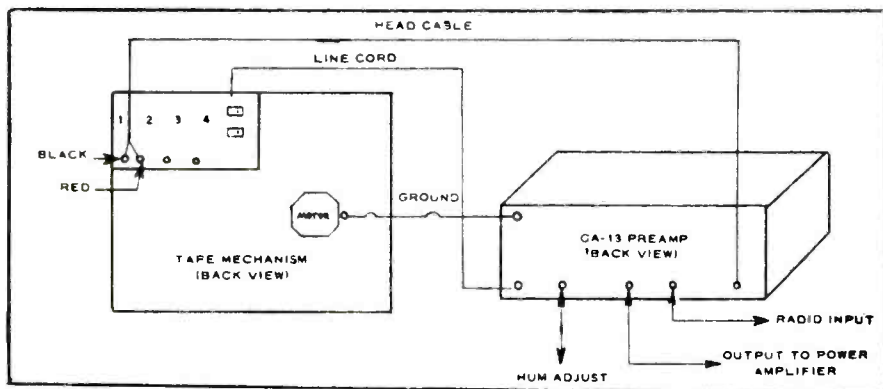 HEAD CABLE
LINE CORD
1 2 3 4
BLACK
RED
GROUND
MOTOR
TAPE MECHANISM
(BACK VIEW)
CA-13 PREAMP
(BACK VIEW)
RADIO INPUT
OUTPUT TO POWER
AMPLIFIER
HUM ADJUST